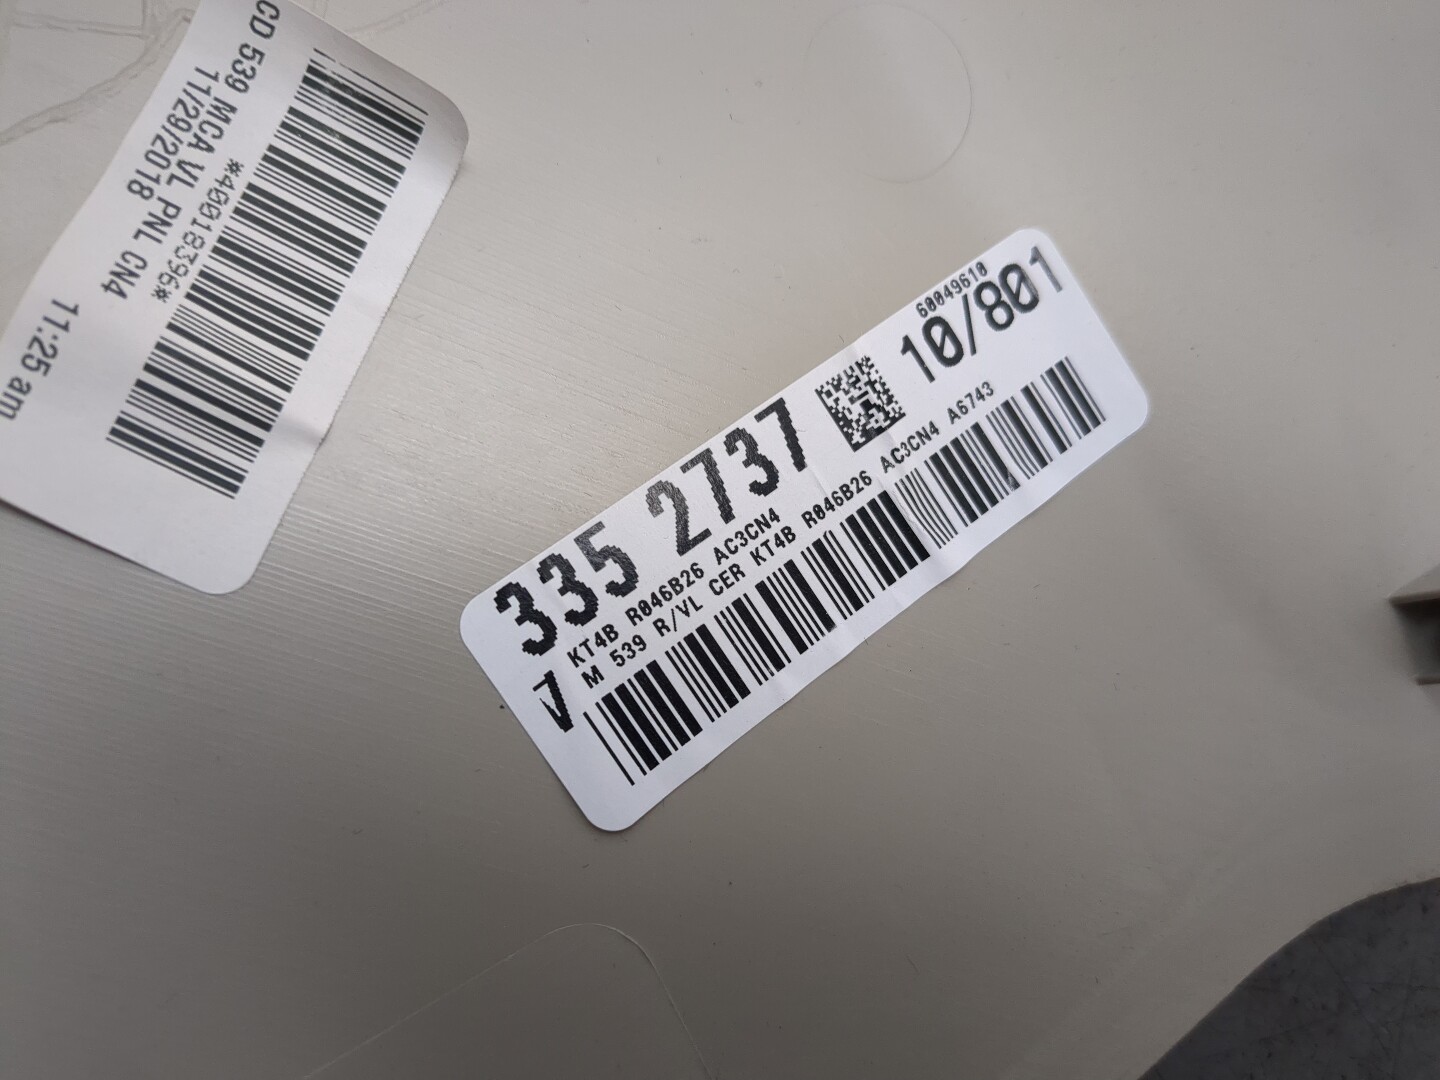 CD 539 MCA VL PNL CN4
11/29/2018
11:25 am
*40018396*
60049610
10/801
335 2737
KT4B R046B26 AC3CN4
M 539 R/VL CER KT4B R046B26 AC3CN4 A6743